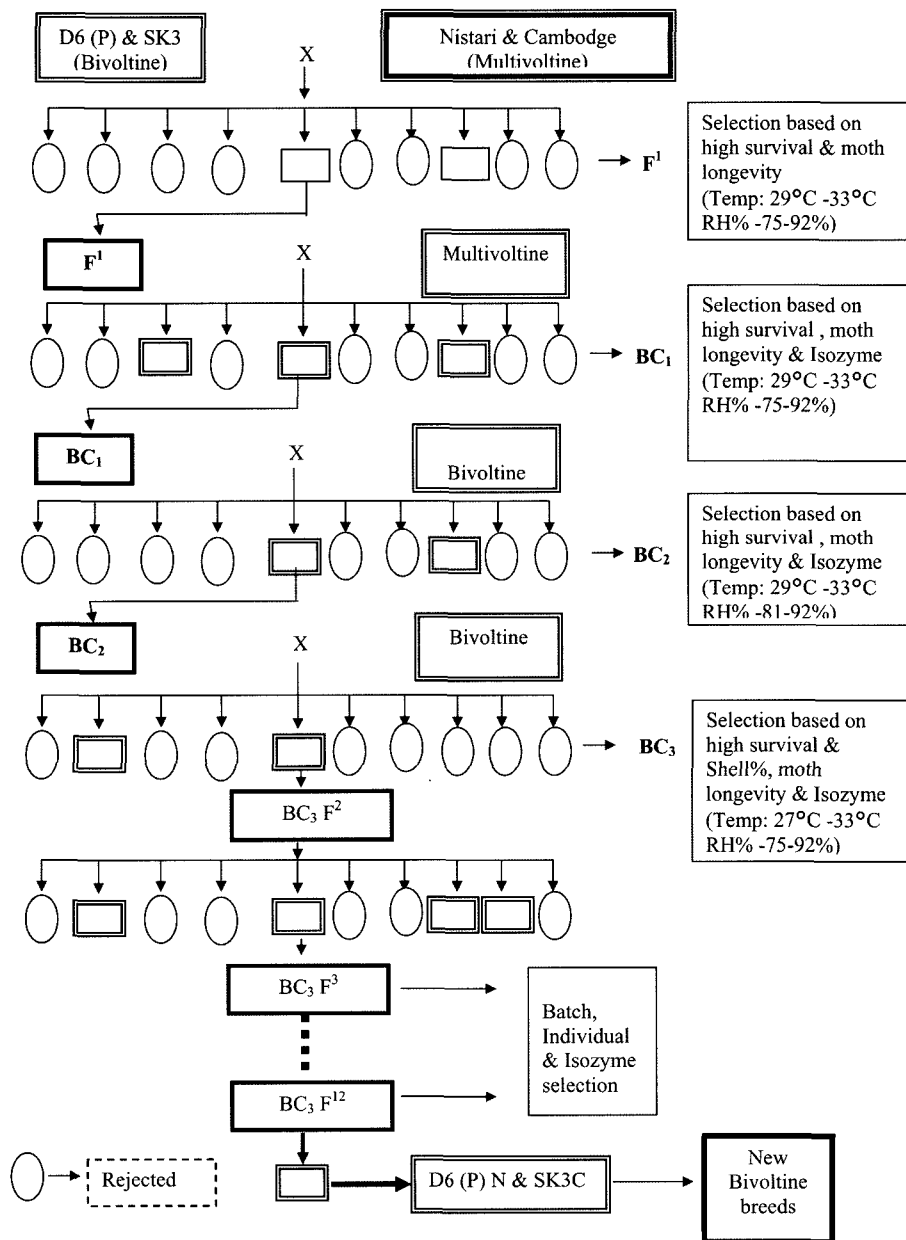 D6 (P) & SK3
(Bivoltine)
X
Nistari & Cambodge
(Multivoltine)
F¹
Selection based on
high survival & moth
longevity
(Temp: 29°C -33°C
RH% -75-92%)
F¹
X
Multivoltine
BC₁
Selection based on
high survival , moth
longevity & Isozyme
(Temp: 29°C -33°C
RH% -75-92%)
BC₁
X
Bivoltine
BC₂
Selection based on
high survival , moth
longevity & Isozyme
(Temp: 29°C -33°C
RH% -81-92%)
BC₂
X
Bivoltine
BC₃
Selection based on
high survival &
Shell%, moth
longevity & Isozyme
(Temp: 27°C -33°C
RH% -75-92%)
BC₃ F²
BC₃ F³
Batch,
Individual
& Isozyme
selection
BC₃ F¹²
Rejected
D6 (P) N & SK3C
New
Bivoltine
breeds